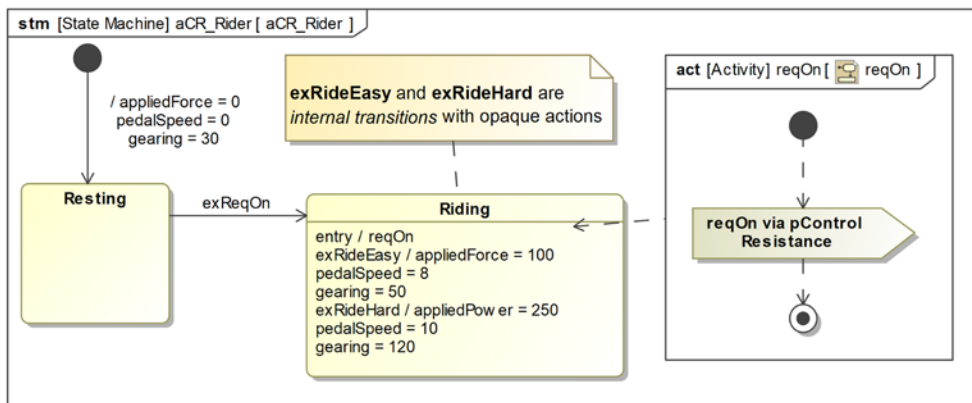 stm [State Machine] aCR_Rider [ aCR_Rider ]
/ appliedForce = 0
pedalSpeed = 0
gearing = 30
exRideEasy and exRideHard are
internal transitions with opaque actions
act [Activity] reqOn [ reqOn ]
Resting
exReqOn
Riding
entry / reqOn
exRideEasy / appliedForce = 100
pedalSpeed = 8
gearing = 50
exRideHard / appliedPower = 250
pedalSpeed = 10
gearing = 120
reqOn via pControl
Resistance